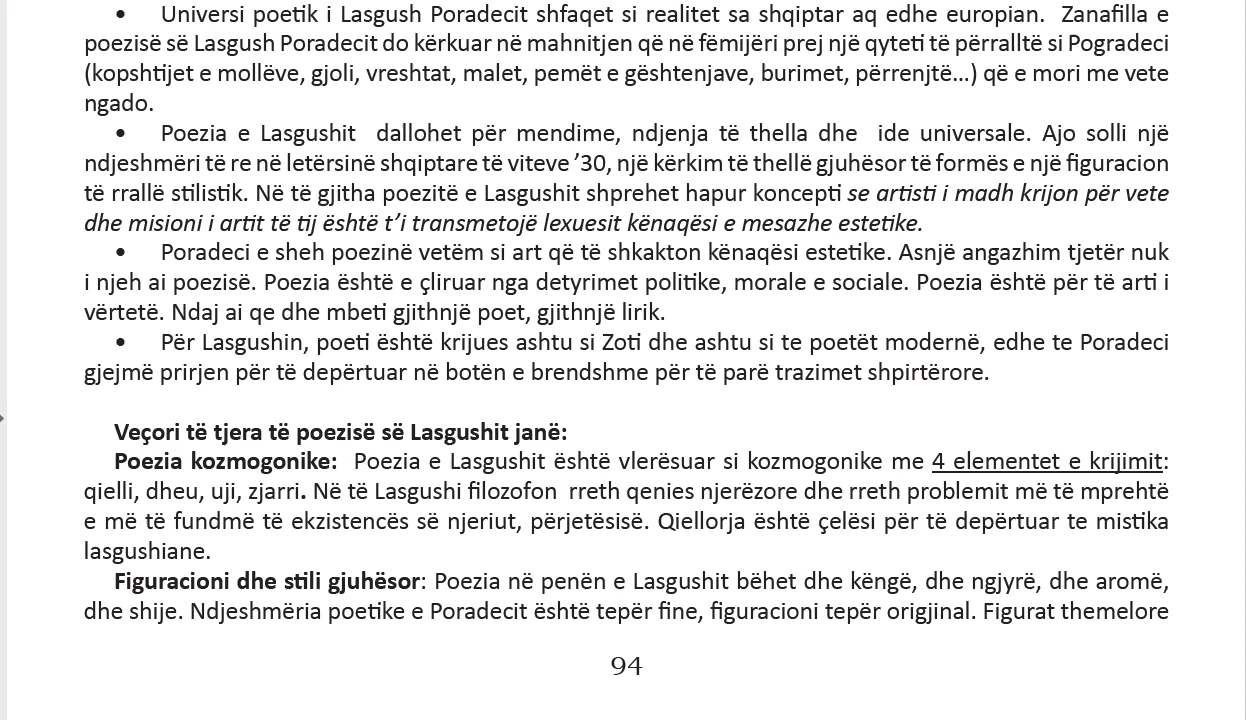 • Universi poetik i Lasgush Poradecit shfaqet si realitet sa shqiptar aq edhe europian. Zanafilla e
poezisë së Lasgush Poradecit do kërkuar në mahnitjen që në fëmijëri prej një qyteti të përralltë si Pogradeci
(kopshtijet e mollëve, gjoli, vreshtat, malet, pemët e gështenjave, burimet, përrenjtë...) që e mori me vete
ngado.
• Poezia e Lasgushit dallohet për mendime, ndjenja të thella dhe ide universale. Ajo solli një
ndjeshmëri të re në letërsinë shqiptare të viteve ’30, një kërkim të thellë gjuhësor të formës e një figuracion
të rrallë stilistik. Në të gjitha poezitë e Lasgushit shprehet hapur koncepti se artisti i madh krijon për vete
dhe misioni i artit të tij është t’i transmetojë lexuesit kënaqësi e mesazhe estetike.
• Poradeci e sheh poezinë vetëm si art që të shkakton kënaqësi estetike. Asnjë angazhim tjetër nuk
i njeh ai poezisë. Poezia është e çliruar nga detyrimet politike, morale e sociale. Poezia është për të arti i
vërtetë. Ndaj ai qe dhe mbeti gjithnjë poet, gjithnjë lirik.
• Për Lasgushin, poeti është krijues ashtu si Zoti dhe ashtu si te poetët modernë, edhe te Poradeci
gjejmë prirjen për të depërtuar në botën e brendshme për të parë trazimet shpirtërore.
Veçori të tjera të poezisë së Lasgushit janë:
Poezia kozmogonike: Poezia e Lasgushit është vlerësuar si kozmogonike me 4 elementet e krijimit:
qielli, dheu, uji, zjarri. Në të Lasgushi filozofon rreth qenies njerëzore dhe rreth problemit më të mprehtë
e më të fundmë të ekzistencës së njeriut, përjetësisë. Qiellorja është çelësi për të depërtuar te mistika
lasgushiane.
Figuracioni dhe stili gjuhësor: Poezia në penën e Lasgushit bëhet dhe këngë, dhe ngjyrë, dhe aromë,
dhe shije. Ndjeshmëria poetike e Poradecit është tepër fine, figuracioni tepër origjinal. Figurat themelore
94